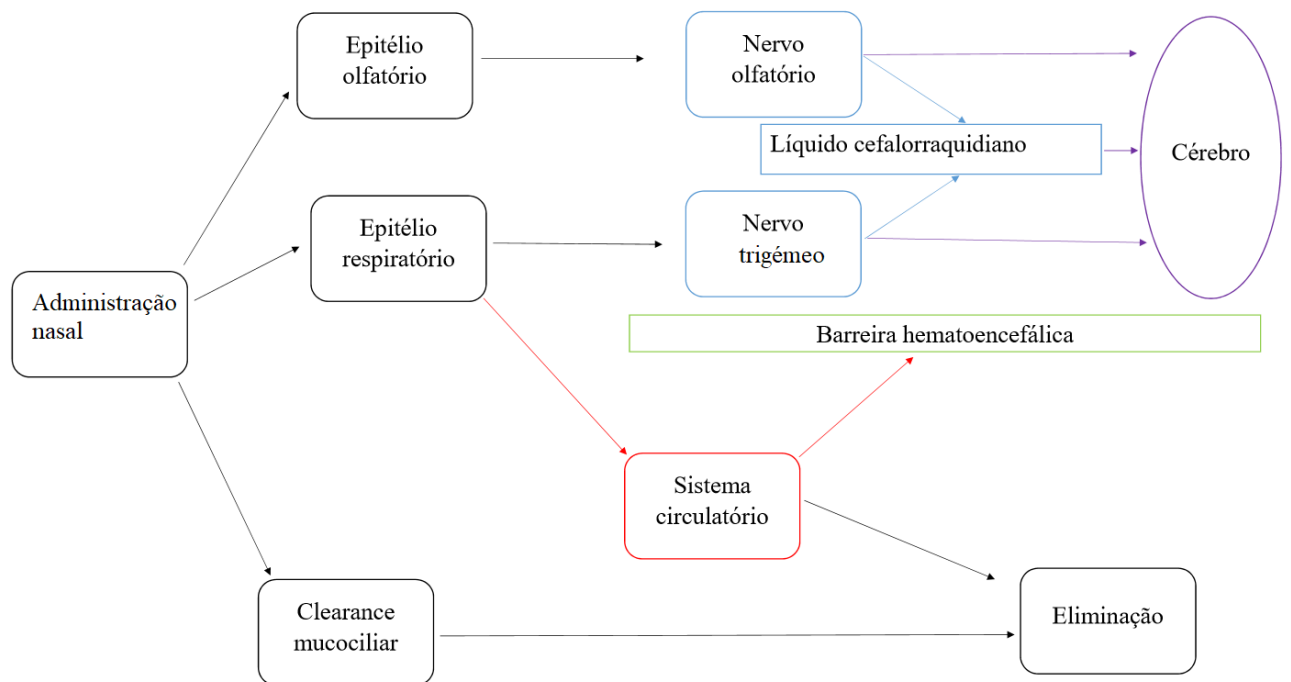 Epitélio
olfatório
Nervo
olfatório
Líquido cefalorraquidiano
Cérebro
Epitélio
respiratório
Nervo
trigémeo
Administração
nasal
Barreira hematoencefálica
Sistema
circulatório
Clearance
mucociliar
Eliminação